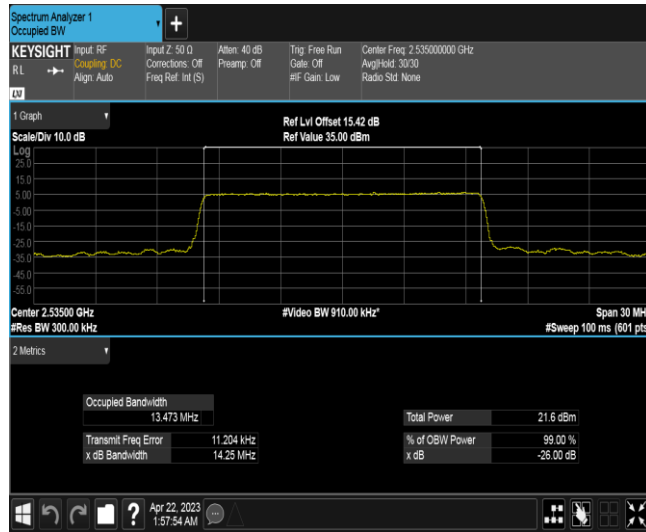 Spectrum Analyzer 1
Occupied BW
KEYSIGHT
R L
LXI
Input: RF
Coupling: DC
Align: Auto
Input Z: 50 Ω
Corrections: Off
Freq Ref: Int (S)
Atten: 40 dB
Preamp: Off
Trig: Free Run
Gate: Off
#IF Gain: Low
Center Freq: 2.535000000 GHz
Avg|Hold: 30/30
Radio Std: None
1 Graph
Scale/Div 10.0 dB
Ref Lvl Offset 15.42 dB
Ref Value 35.00 dBm
Log
25.0
15.0
5.00
-5.00
-15.0
-25.0
-35.0
-45.0
-55.0
Center 2.53500 GHz
#Video BW 910.00 kHz*
Span 30 MH
#Res BW 300.00 kHz
#Sweep 100 ms (601 pts
2 Metrics
Occupied Bandwidth
13.473 MHz
Total Power 21.6 dBm
Transmit Freq Error 11.204 kHz
% of OBW Power 99.00 %
x dB Bandwidth 14.25 MHz
x dB -26.00 dB
?
Apr 22, 2023
1:57:54 AM